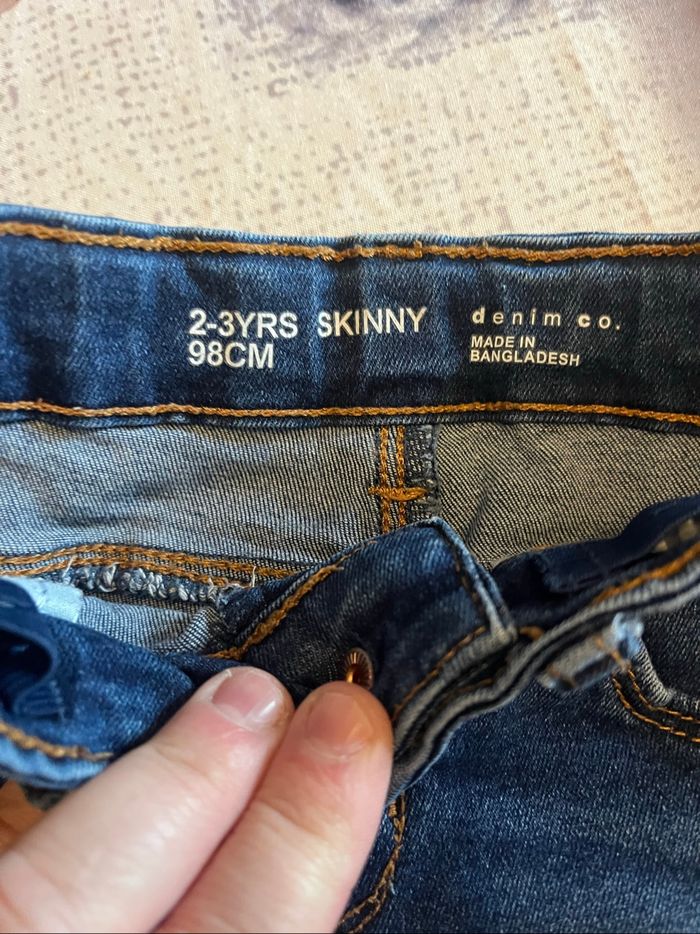 2-3YRS SKINNY
98CM
denim co.
MADE IN
BANGLADESH